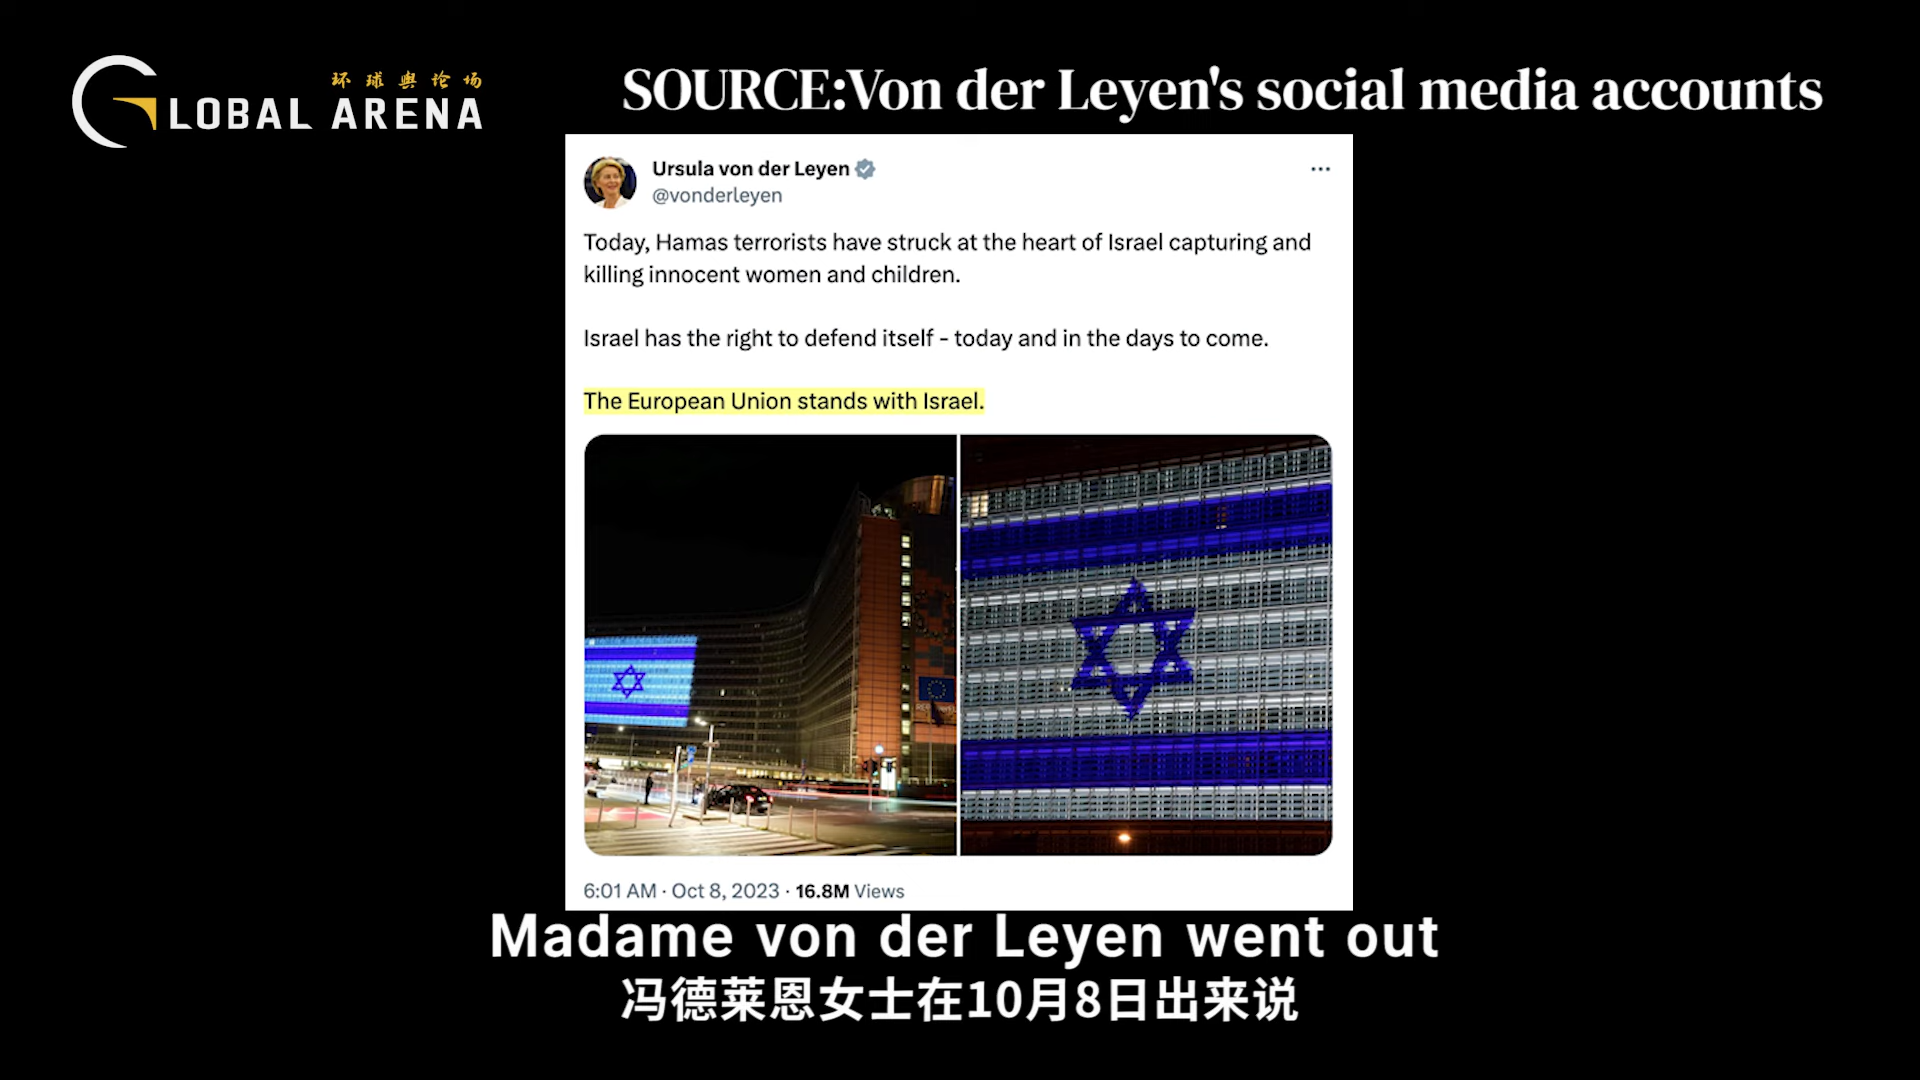 环球舆论场
GLOBAL ARENA
SOURCE:Von der Leyen's social media accounts
Ursula von der Leyen
@vonderleyen
Today, Hamas terrorists have struck at the heart of Israel capturing and
killing innocent women and children.
Israel has the right to defend itself - today and in the days to come.
The European Union stands with Israel.
6:01 AM · Oct 8, 2023 · 16.8M Views
Madame von der Leyen went out
冯德莱恩女士在10月8日出来说